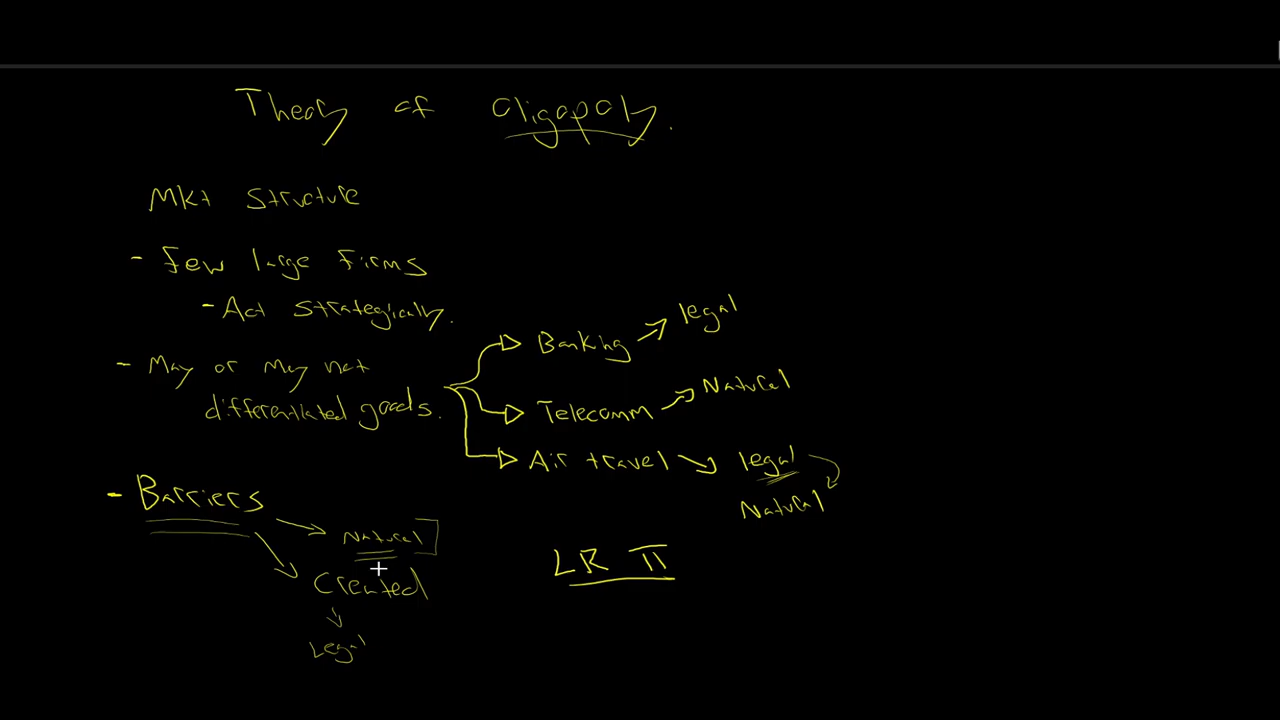 Theory of Oligopoly.
Mkt Structure
- Few large Firms
- Act Strategically.
- May or May not
differentiated goods.
Banking → legal
Telecomm → Natural
Air travel → legal
Natural
- Barriers
Natural
Created
Legal
LR π